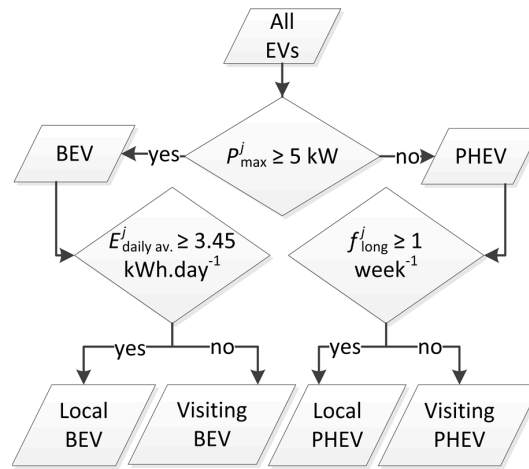 All
EVs
BEV
yes
P^j_max ≥ 5 kW
no
PHEV
E^j_daily av. ≥ 3.45
kWh.day^-1
f^j_long ≥ 1
week^-1
yes
no
yes
no
Local
BEV
Visiting
BEV
Local
PHEV
Visiting
PHEV